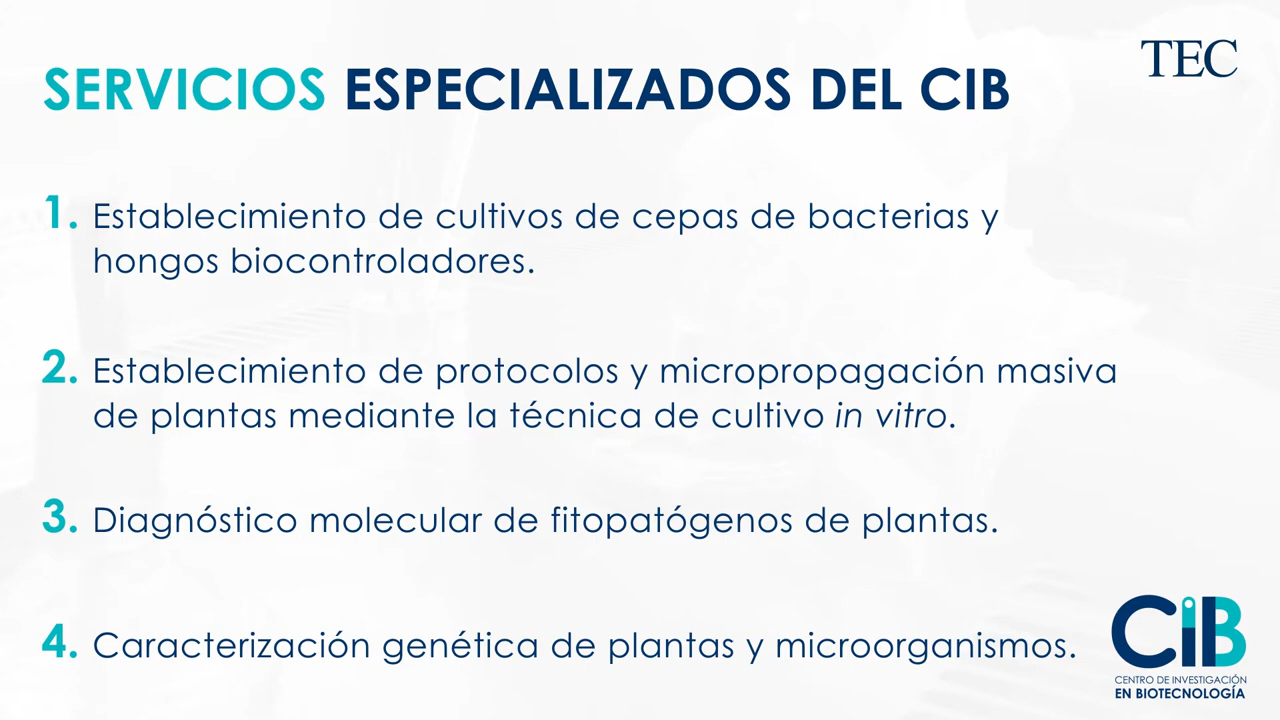 TEC
SERVICIOS ESPECIALIZADOS DEL CIB
1. Establecimiento de cultivos de cepas de bacterias y
hongos biocontroladores.
2. Establecimiento de protocolos y micropropagación masiva
de plantas mediante la técnica de cultivo in vitro.
3. Diagnóstico molecular de fitopatógenos de plantas.
4. Caracterización genética de plantas y microorganismos.
CiB
CENTRO DE INVESTIGACIÓN
EN BIOTECNOLOGÍA